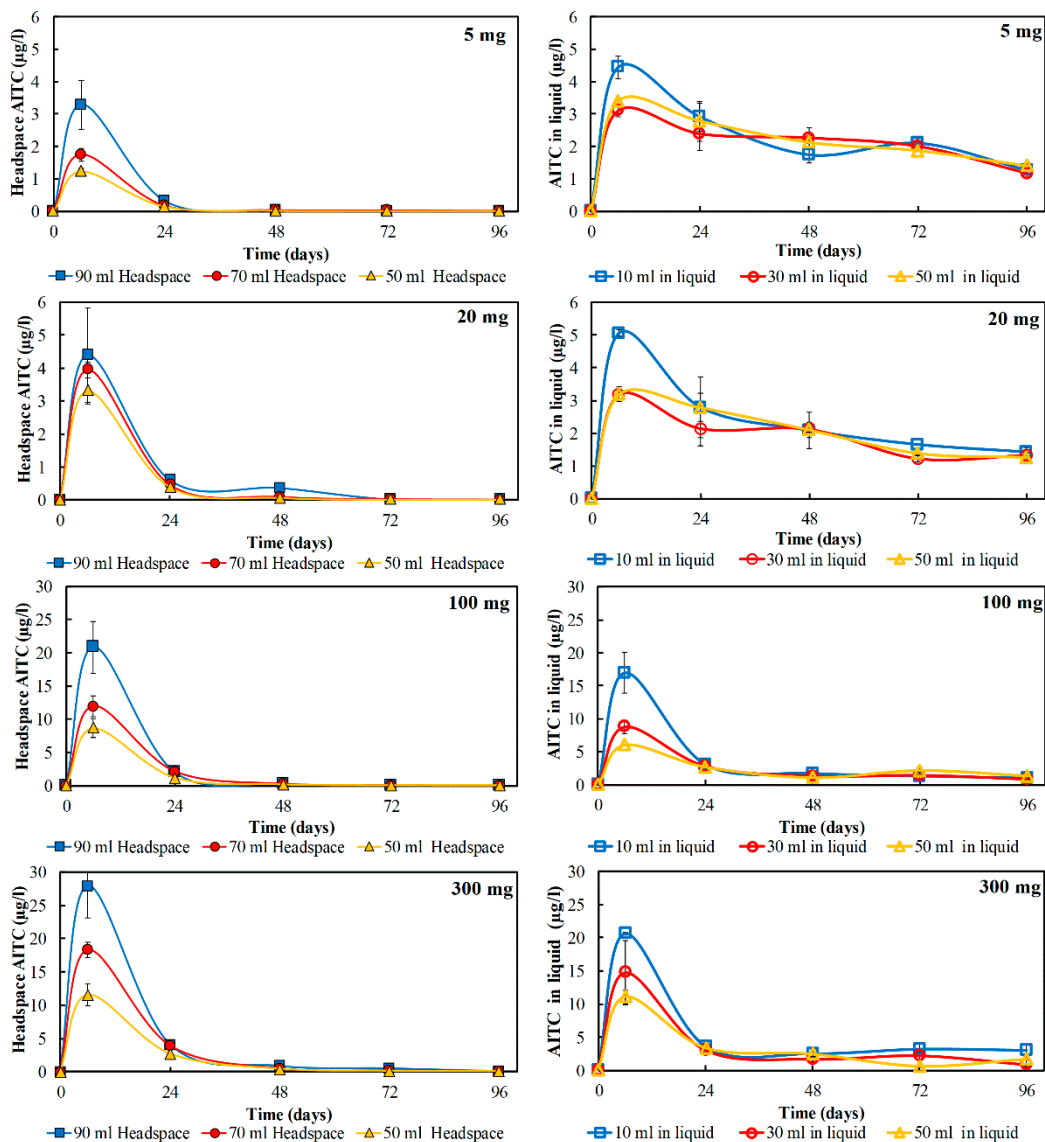 5 mg
Headspace AITC (µg/l)
6
5
4
3
2
1
0
0 24 48 72 96
Time (days)
90 ml Headspace 70 ml Headspace 50 ml Headspace
5 mg
AITC in liquid (µg/l)
6
5
4
3
2
1
0
0 24 48 72 96
Time (days)
10 ml in liquid 30 ml in liquid 50 ml in liquid
20 mg
Headspace AITC (µg/l)
6
5
4
3
2
1
0
0 24 48 72 96
Time (days)
90 ml Headspace 70 ml Headspace 50 ml Headspace
20 mg
AITC in liquid (µg/l)
6
5
4
3
2
1
0
0 24 48 72 96
Time (days)
10 ml in liquid 30 ml in liquid 50 ml in liquid
100 mg
Headspace AITC (µg/l)
30
25
20
15
10
5
0
0 24 48 72 96
Time (days)
90 ml Headspace 70 ml Headspace 50 ml Headspace
100 mg
AITC in liquid (µg/l)
30
25
20
15
10
5
0
0 24 48 72 96
Time (days)
10 ml in liquid 30 ml in liquid 50 ml in liquid
300 mg
Headspace AITC (µg/l)
30
25
20
15
10
5
0
0 24 48 72 96
Time (days)
90 ml Headspace 70 ml Headspace 50 ml Headspace
300 mg
AITC in liquid (µg/l)
30
25
20
15
10
5
0
0 24 48 72 96
Time (days)
10 ml in liquid 30 ml in liquid 50 ml in liquid